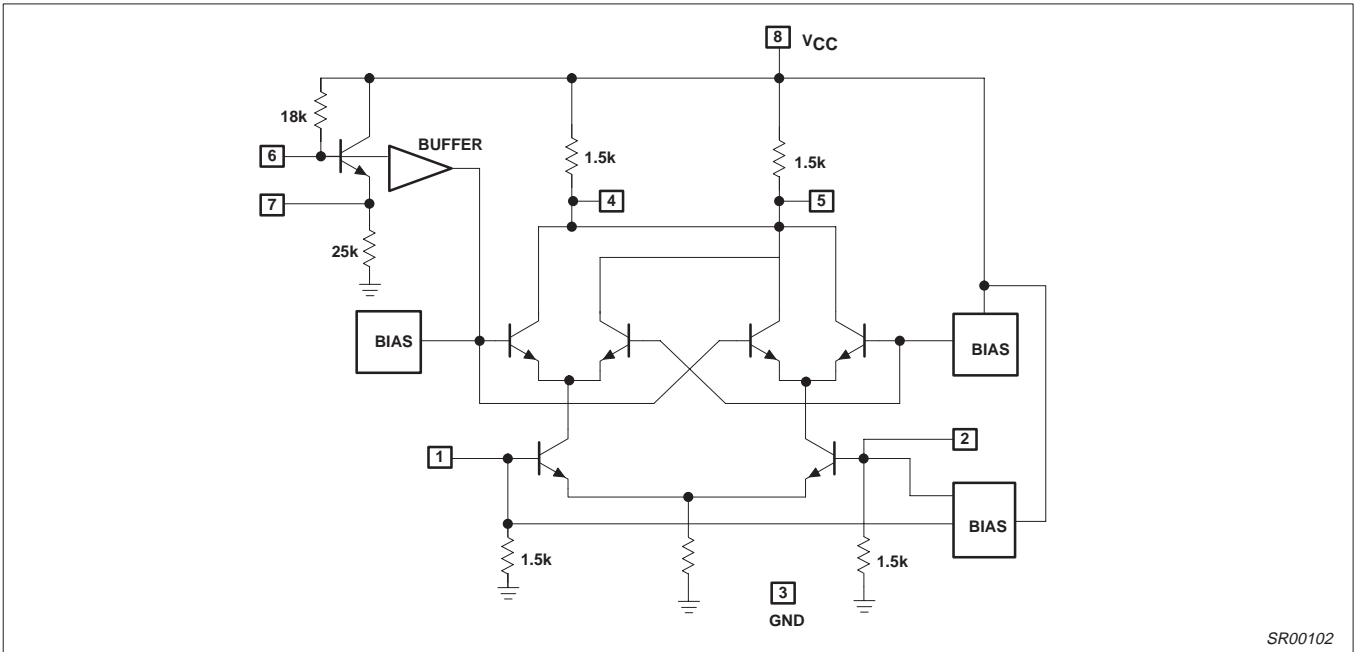 8 VCC
18k
BUFFER
6
1.5k
1.5k
7
4
5
25k
BIAS
BIAS
1
2
BIAS
1.5k
1.5k
3
GND
SR00102